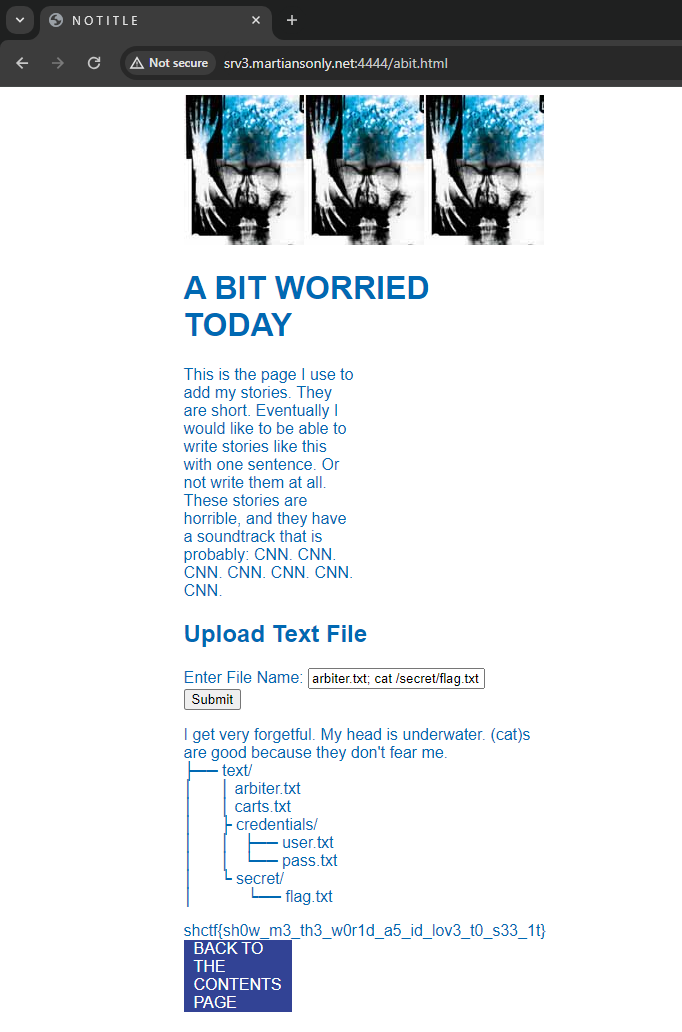 N O T I T L E
Not secure
srv3.martiansonly.net:4444/abit.html
A BIT WORRIED
TODAY
This is the page I use to
add my stories. They
are short. Eventually I
would like to be able to
write stories like this
with one sentence. Or
not write them at all.
These stories are
horrible, and they have
a soundtrack that is
probably: CNN. CNN.
CNN. CNN. CNN. CNN.
CNN.
Upload Text File
Enter File Name: arbiter.txt; cat /secret/flag.txt
Submit
I get very forgetful. My head is underwater. (cat)s
are good because they don't fear me.
├── text/
│ │ arbiter.txt
│ │ carts.txt
│ ├ credentials/
│ │ ├── user.txt
│ │ └── pass.txt
│ └ secret/
│ └── flag.txt
shctf{sh0w_m3_th3_w0r1d_a5_id_lov3_t0_s33_1t}
BACK TO
THE
CONTENTS
PAGE